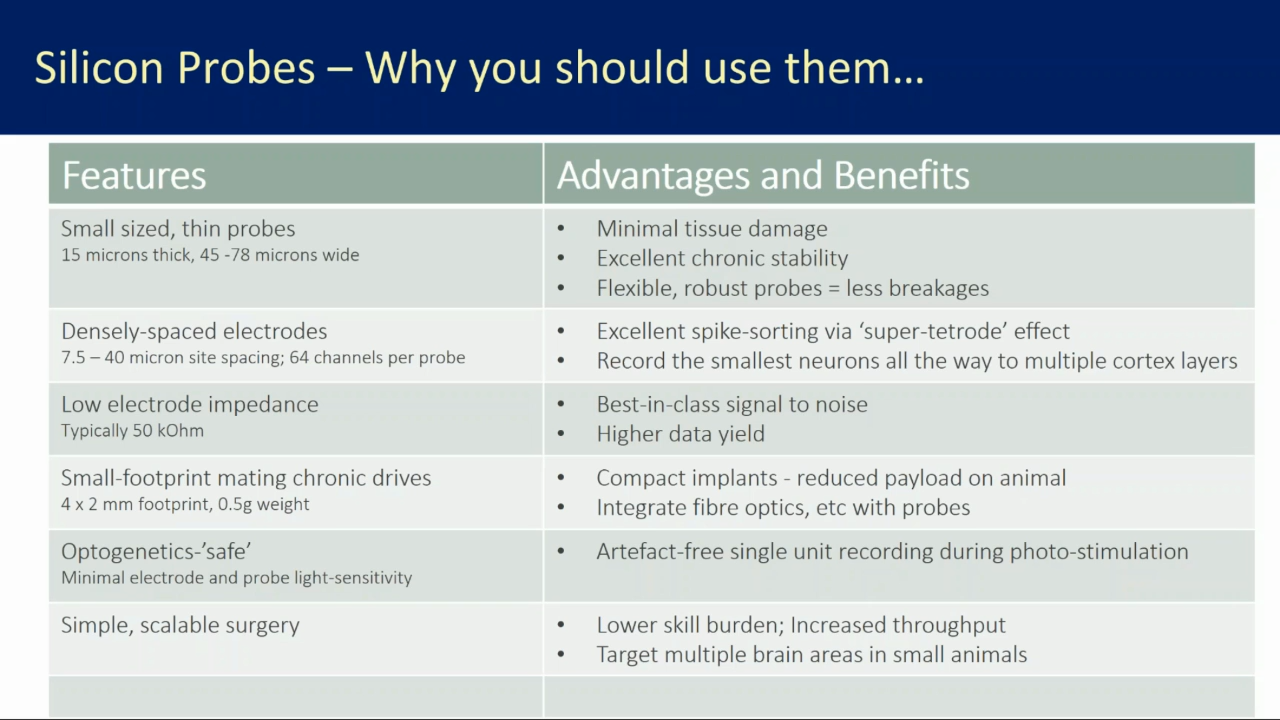 Silicon Probes – Why you should use them...
Features
Advantages and Benefits
Small sized, thin probes
15 microns thick, 45 -78 microns wide
• Minimal tissue damage
• Excellent chronic stability
• Flexible, robust probes = less breakages
Densely-spaced electrodes
7.5 – 40 micron site spacing; 64 channels per probe
• Excellent spike-sorting via ‘super-tetrode’ effect
• Record the smallest neurons all the way to multiple cortex layers
Low electrode impedance
Typically 50 kOhm
• Best-in-class signal to noise
• Higher data yield
Small-footprint mating chronic drives
4 x 2 mm footprint, 0.5g weight
• Compact implants - reduced payload on animal
• Integrate fibre optics, etc with probes
Optogenetics-’safe’
Minimal electrode and probe light-sensitivity
• Artefact-free single unit recording during photo-stimulation
Simple, scalable surgery
• Lower skill burden; Increased throughput
• Target multiple brain areas in small animals